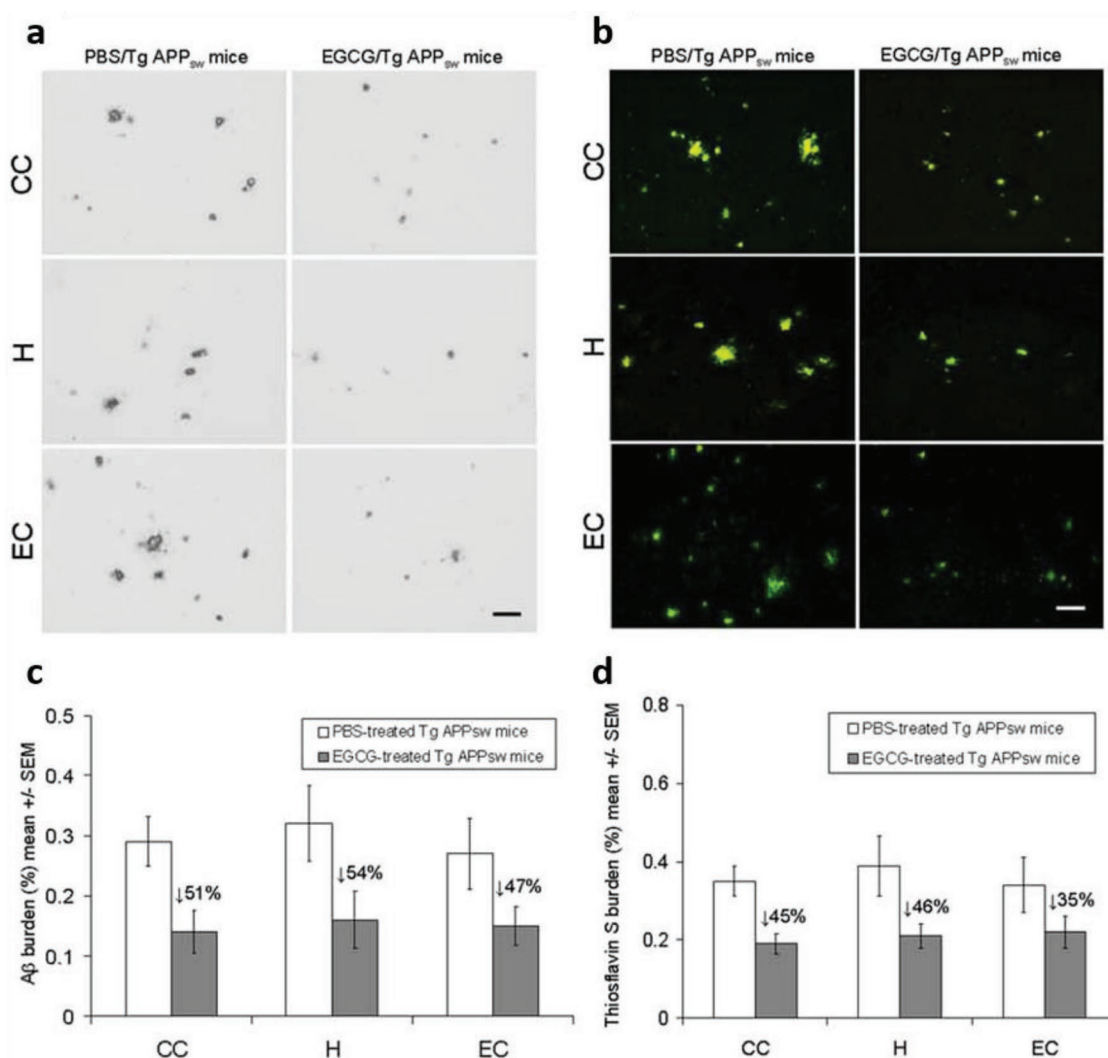 a
PBS/Tg APPsw mice
EGCG/Tg APPsw mice
CC
H
EC
b
PBS/Tg APPsw mice
EGCG/Tg APPsw mice
CC
H
EC
c
Aβ burden (%) mean +/- SEM
0.5
0.4
0.3
0.2
0.1
0
PBS-treated Tg APPsw mice
EGCG-treated Tg APPsw mice
↓51%
↓54%
↓47%
CC
H
EC
d
Thiosflavin S burden (%) mean +/- SEM
0.8
0.6
0.4
0.2
0
PBS-treated Tg APPsw mice
EGCG-treated Tg APPsw mice
↓45%
↓46%
↓35%
CC
H
EC